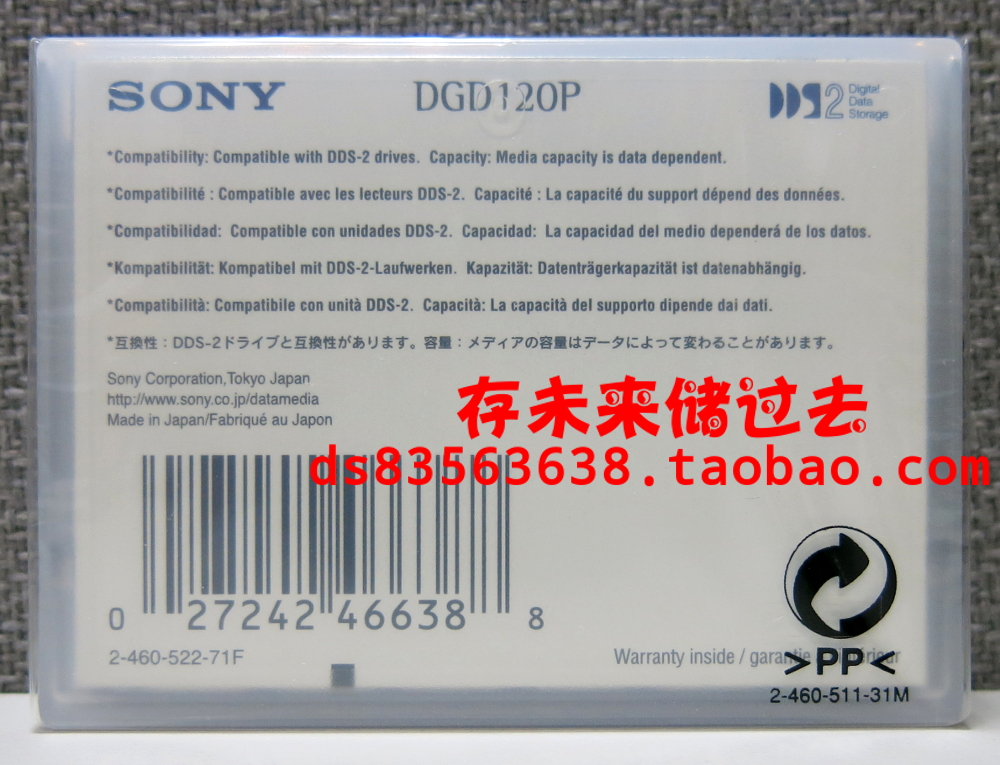 SONY DGD120P DDS2 Digital Data Storage
*Compatibility: Compatible with DDS-2 drives. Capacity: Media capacity is data dependent.
*Compatibilité : Compatible avec les lecteurs DDS-2. Capacité : La capacité du support dépend des données.
*Compatibilidad: Compatible con unidades DDS-2. Capacidad: La capacidad del medio dependerá de los datos.
*Kompatibilität: Kompatibel mit DDS-2-Laufwerken. Kapazität: Datenträgerkapazität ist datenabhängig.
*Compatibilità: Compatibile con unità DDS-2. Capacità: La capacità del supporto dipende dai dati.
*互換性：DDS-2ドライブと互換性があります。容量：メディアの容量はデータによって変わることがあります。
Sony Corporation,Tokyo Japan
http://www.sony.co.jp/datamedia
Made in Japan/Fabriqué au Japon
存未来储过去
ds83563638.taobao.com
0 27242 46638 8
2-460-522-71F
Warranty inside / garantie
>PP<
2-460-511-31M